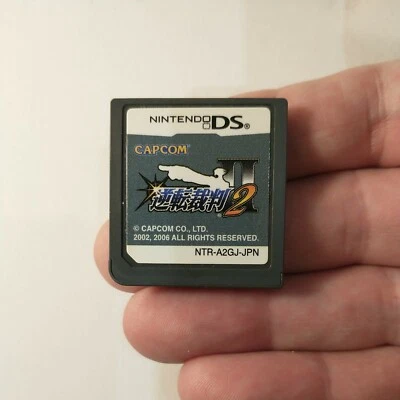 NINTENDO DS
CAPCOM
逆転裁判 2
© CAPCOM CO., LTD.
2002, 2006 ALL RIGHTS RESERVED.
NTR-A2GJ-JPN